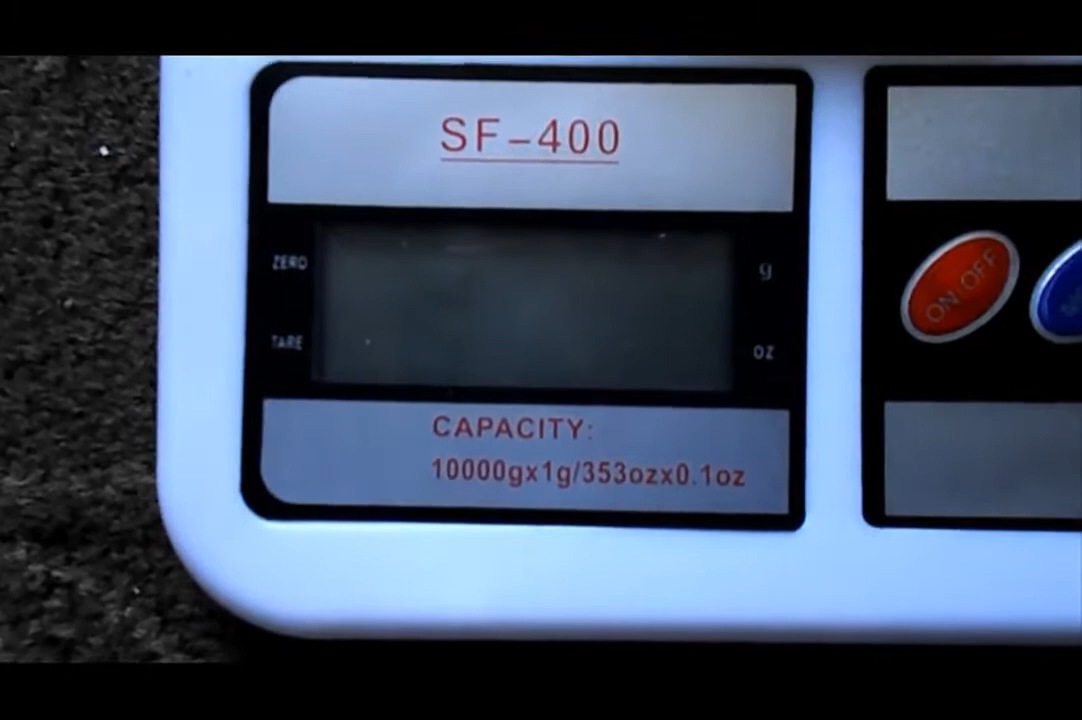 SF-400
ZERO
g
TARE
oz
CAPACITY:
10000gx1g/353ozx0.1oz
ON OFF